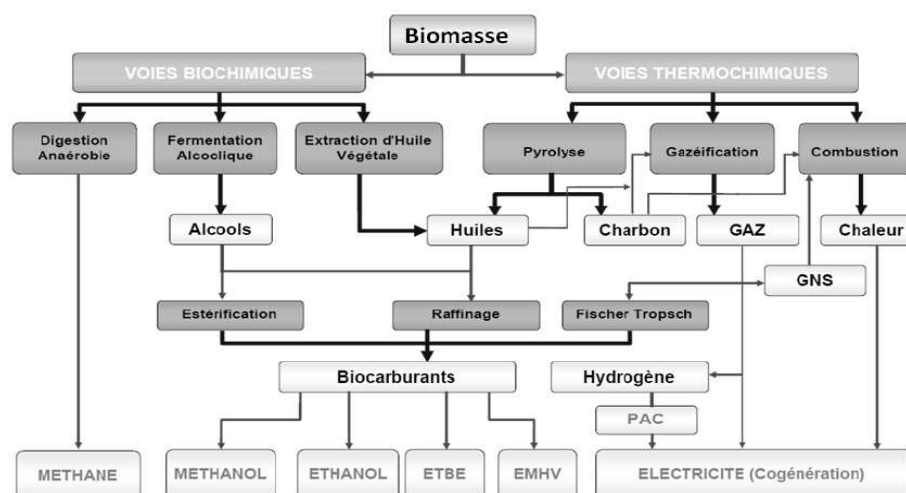 Biomasse
VOIES BIOCHIMIQUES
VOIES THERMOCHIMIQUES
Digestion
Anaérobie
Fermentation
Alcoolique
Extraction d'Huile
Végétale
Pyrolyse
Gazéification
Combustion
Alcools
Huiles
Charbon
GAZ
Chaleur
GNS
Estérification
Raffinage
Fischer Tropsch
Biocarburants
Hydrogène
PAC
METHANE
METHANOL
ETHANOL
ETBE
EMHV
ELECTRICITE (Cogénération)